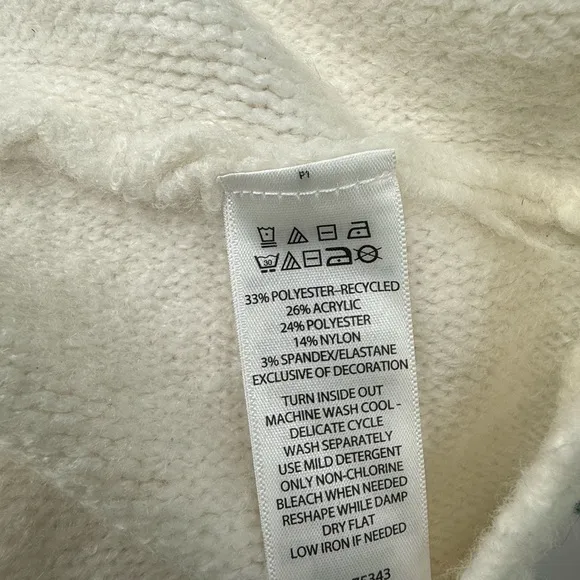 P1
30
33% POLYESTER-RECYCLED
26% ACRYLIC
24% POLYESTER
14% NYLON
3% SPANDEX/ELASTANE
EXCLUSIVE OF DECORATION
TURN INSIDE OUT
MACHINE WASH COOL -
DELICATE CYCLE
WASH SEPARATELY
USE MILD DETERGENT
ONLY NON-CHLORINE
BLEACH WHEN NEEDED
RESHAPE WHILE DAMP
DRY FLAT
LOW IRON IF NEEDED